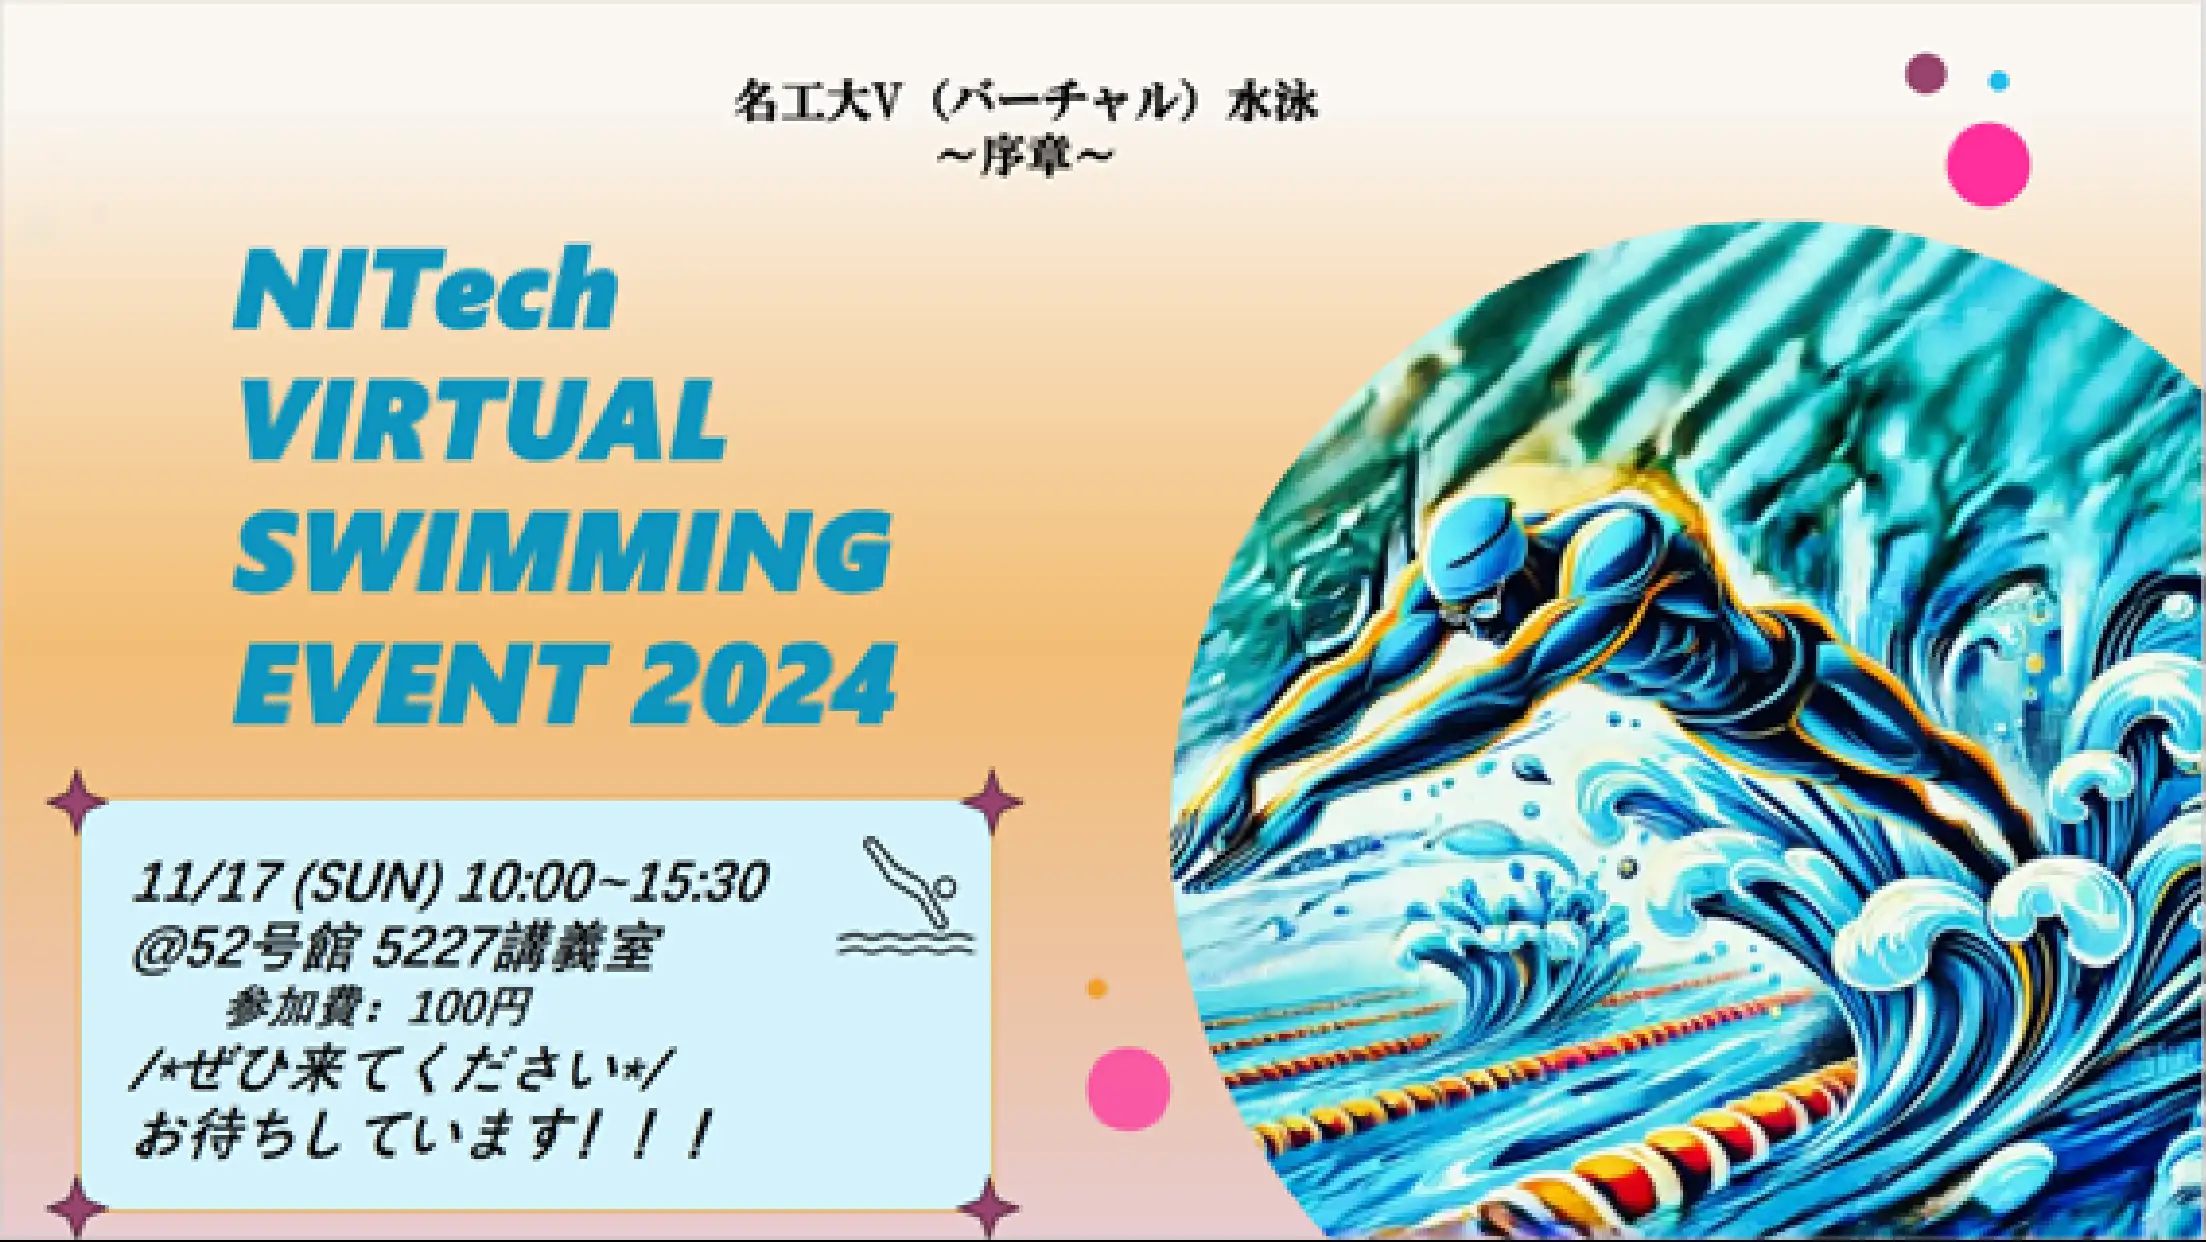 名工大V（バーチャル）水泳
～序章～
NITech
VIRTUAL
SWIMMING
EVENT 2024
11/17 (SUN) 10:00~15:30
@52号館 5227講義室
参加費：100円
/*ぜひ来てください*/
お待ちしています！！！